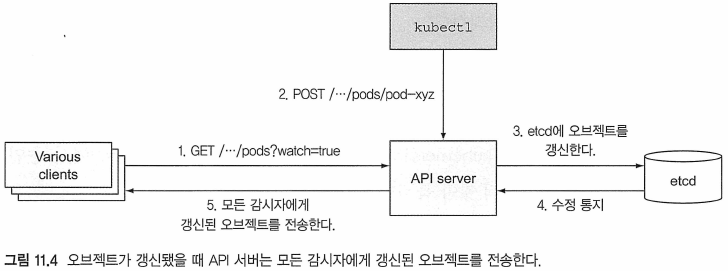 kubectl
2. POST /…/pods/pod-xyz
3. etcd에 오브젝트를
갱신한다.
Various
clients
1. GET /…/pods?watch=true
API server
etcd
5. 모든 감시자에게
갱신된 오브젝트를 전송한다.
4. 수정 통지
그림 11.4 오브젝트가 갱신됐을 때 API 서버는 모든 감시자에게 갱신된 오브젝트를 전송한다.